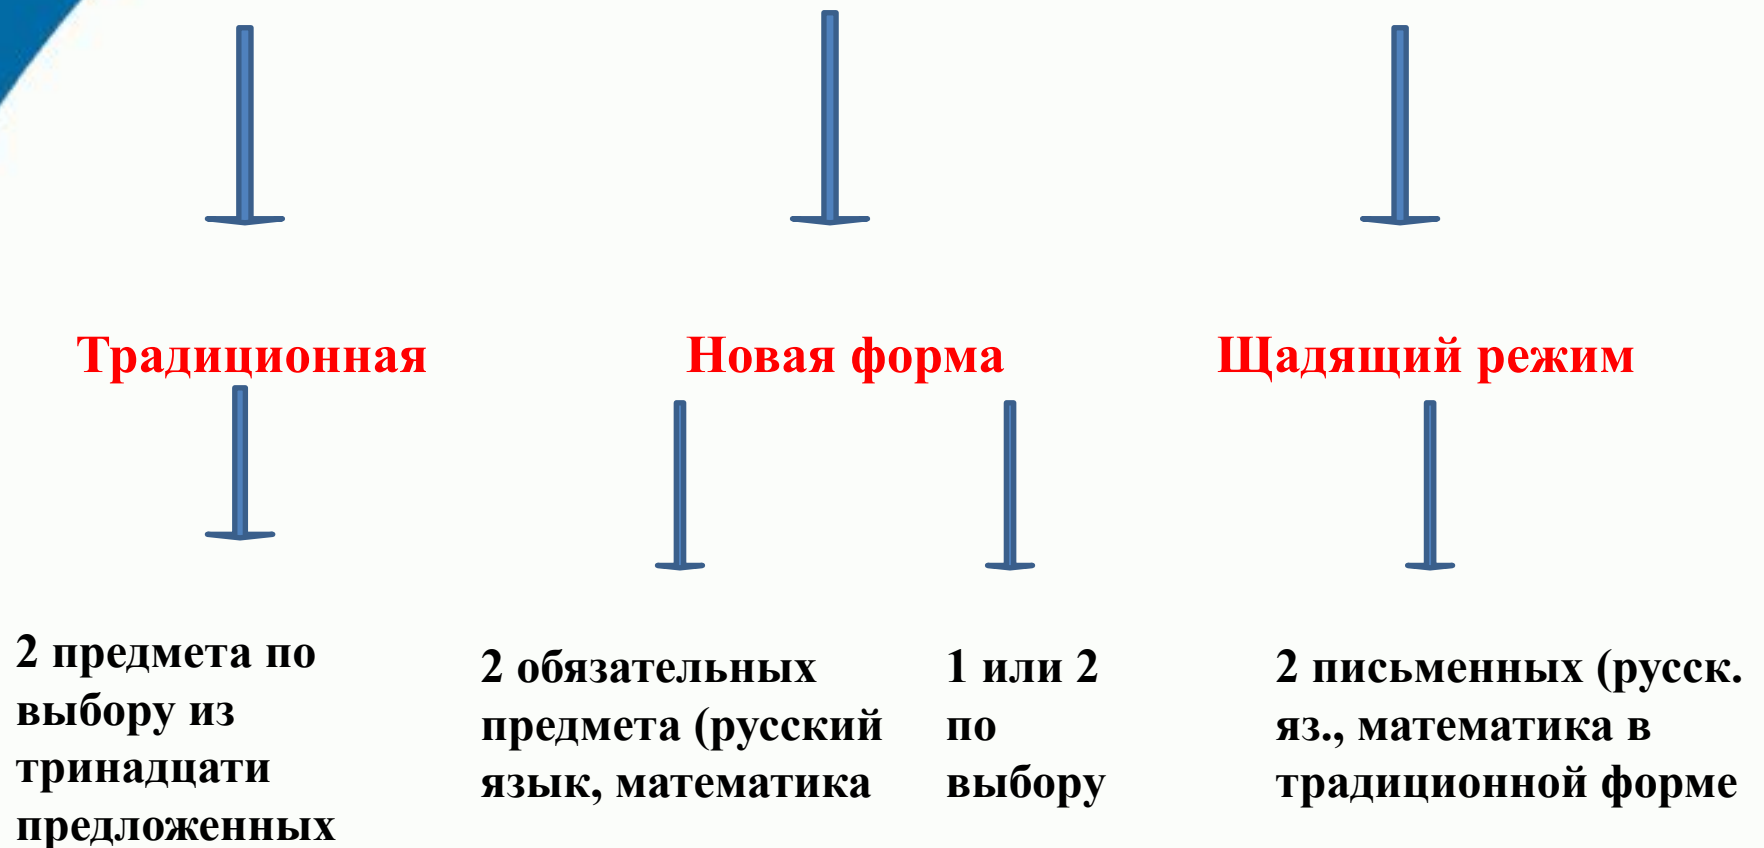 Традиционная
Новая форма
Щадящий режим
2 предмета по
выбору из
тринадцати
предложенных
2 обязательных
предмета (русский
язык, математика
1 или 2
по
выбору
2 письменных (русск.
яз., математика в
традиционной форме